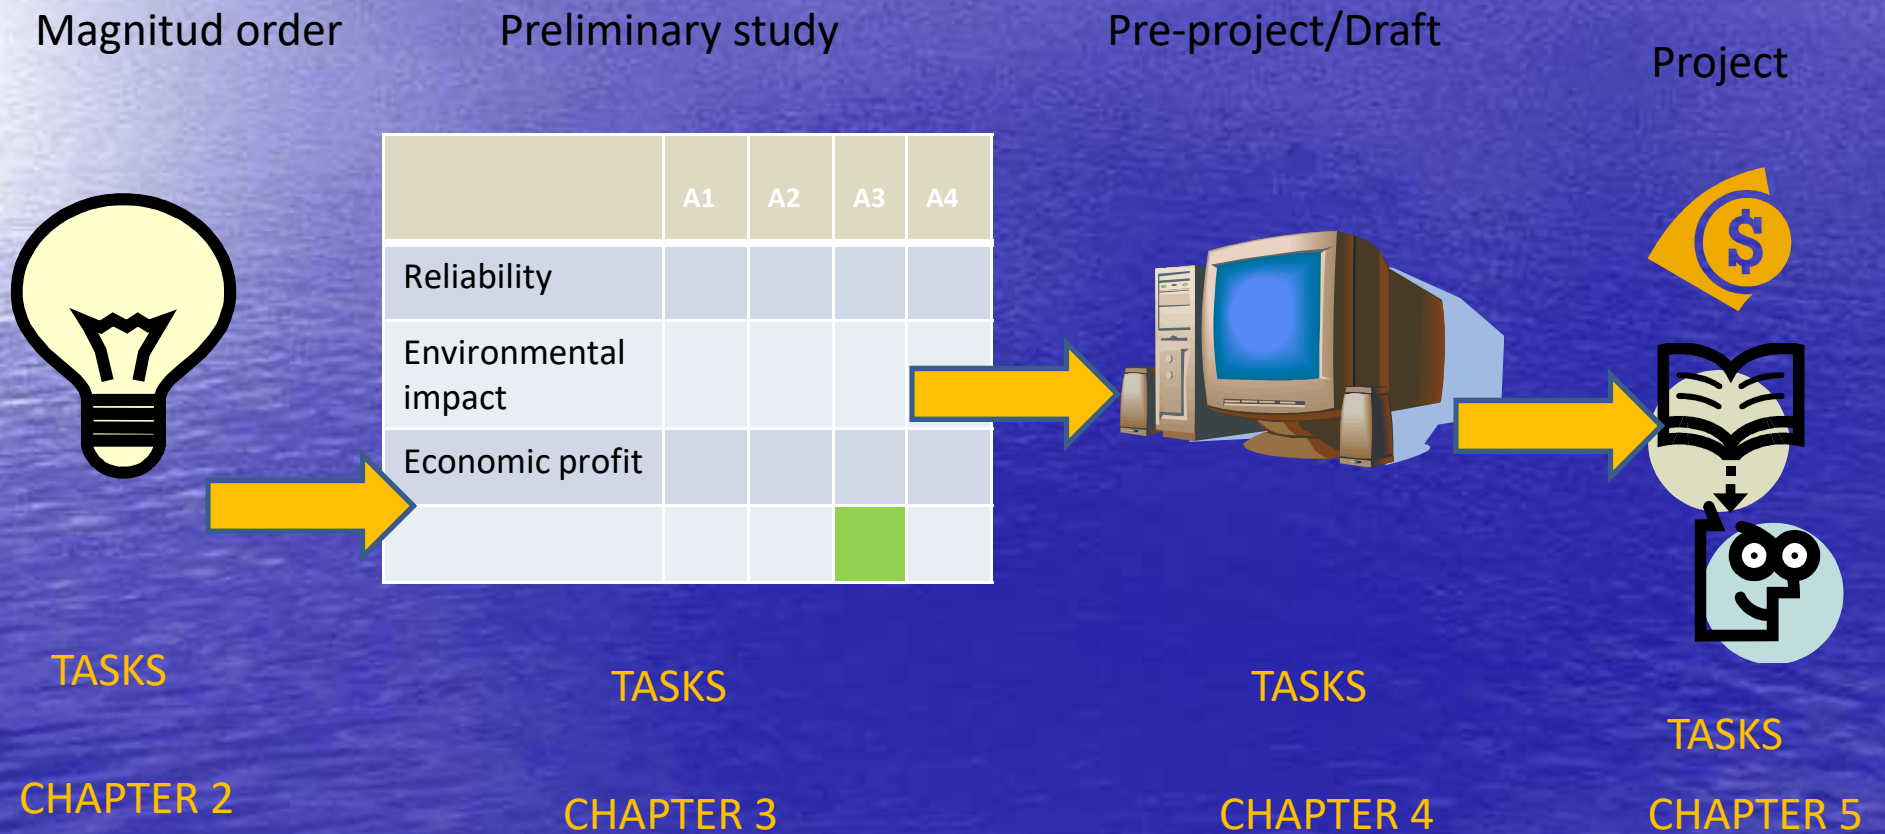 Magnitud order
Preliminary study
Pre-project/Draft
Project
A1 A2 A3 A4
Reliability
Environmental
impact
Economic profit
$
TASKS
TASKS
TASKS
TASKS
CHAPTER 2
CHAPTER 3
CHAPTER 4
CHAPTER 5